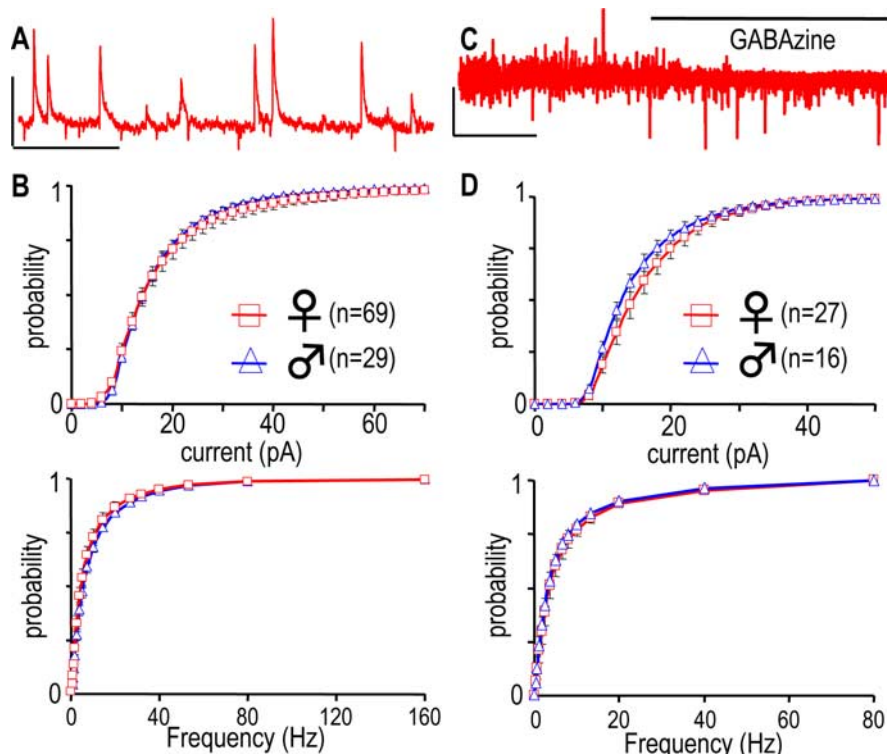 A
C
GABAzine
B
1
probability
♀ (n=69)
♂ (n=29)
0
0 20 40 60
current (pA)
D
1
probability
♀ (n=27)
♂ (n=16)
0
0 20 40
current (pA)
1
probability
0
0 40 80 120 160
Frequency (Hz)
1
probability
0
0 20 40 60 80
Frequency (Hz)